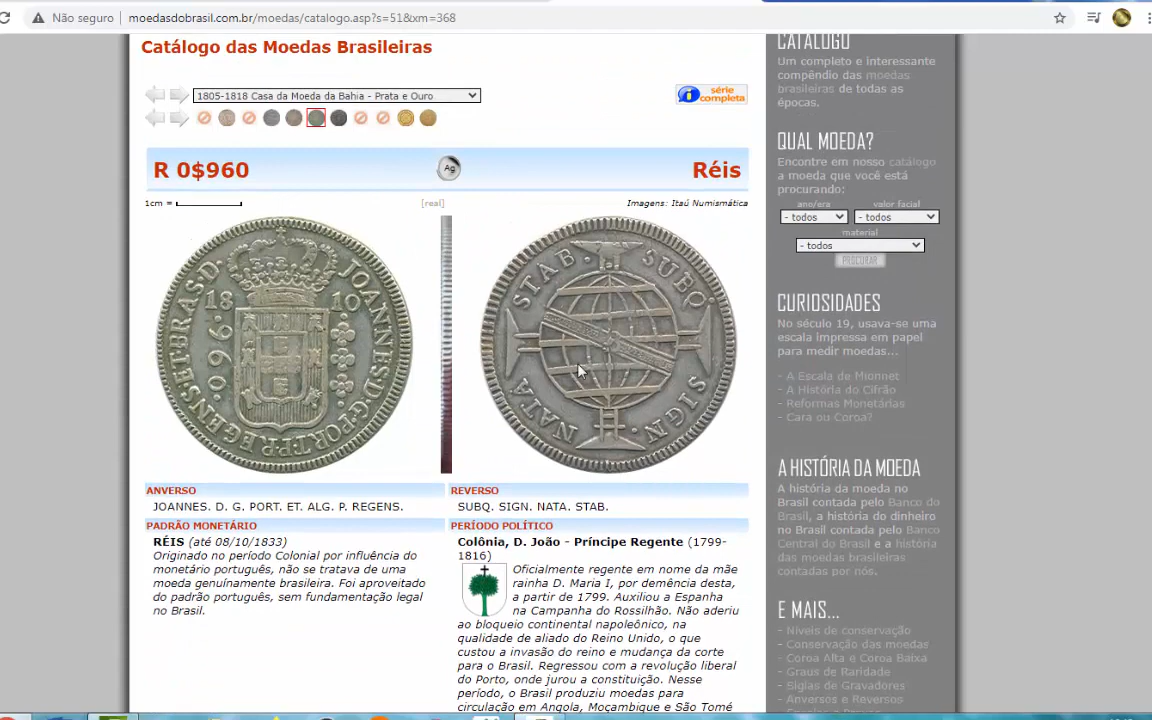 Não seguro
moedasdobrasil.com.br/moedas/catalogo.asp?s=51&xm=368
Catálogo das Moedas Brasileiras
1805-1818 Casa da Moeda da Bahia - Prata e Ouro
série
completa
R 0$960
Ag
Réis
1cm =
[real]
Imagens: Itaú Numismática
JOANNES·D·G·PORT·P·REGENS·ET·BRAS·D·
18 10
·960·
STAB· SUBQ·
NATA SIGN
ANVERSO
JOANNES. D. G. PORT. ET. ALG. P. REGENS.
PADRÃO MONETÁRIO
RÉIS (até 08/10/1833)
Originado no período Colonial por influência do
monetário português, não se tratava de uma
moeda genuínamente brasileira. Foi aproveitado
do padrão português, sem fundamentação legal
no Brasil.
REVERSO
SUBQ. SIGN. NATA. STAB.
PERÍODO POLÍTICO
Colônia, D. João - Príncipe Regente (1799-
1816)
Oficialmente regente em nome da mãe
rainha D. Maria I, por demência desta,
a partir de 1799. Auxiliou a Espanha
na Campanha do Rossilhão. Não aderiu
ao bloqueio continental napoleônico, na
qualidade de aliado do Reino Unido, o que
custou a invasão do reino e mudança da corte
para o Brasil. Regressou com a revolução liberal
do Porto, onde jurou a constituição. Nesse
período, o Brasil produziu moedas para
circulação em Angola, Moçambique e São Tomé
CATÁLOGO
Um completo e interessante
compêndio das moedas
brasileiras de todas as
épocas.
QUAL MOEDA?
Encontre em nosso catálogo
a moeda que você está
procurando:
ano/era valor facial
- todos - todos
material
- todos
PROCURAR
CURIOSIDADES
No século 19, usava-se uma
escala impressa em papel
para medir moedas...
- A Escala de Mionnet
- A História do Cifrão
- Reformas Monetárias
- Cara ou Coroa?
A HISTÓRIA DA MOEDA
A história da moeda no
Brasil contada pelo Banco do
Brasil, a história do dinheiro
no Brasil contada pelo Banco
Central do Brasil e a história
das moedas brasileiras
contadas por nós.
E MAIS...
- Níveis de conservação
- Conservação das moedas
- Coroa Alta e Coroa Baixa
- Graus de Raridade
- Siglas de Gravadores
- Anversos e Reversos